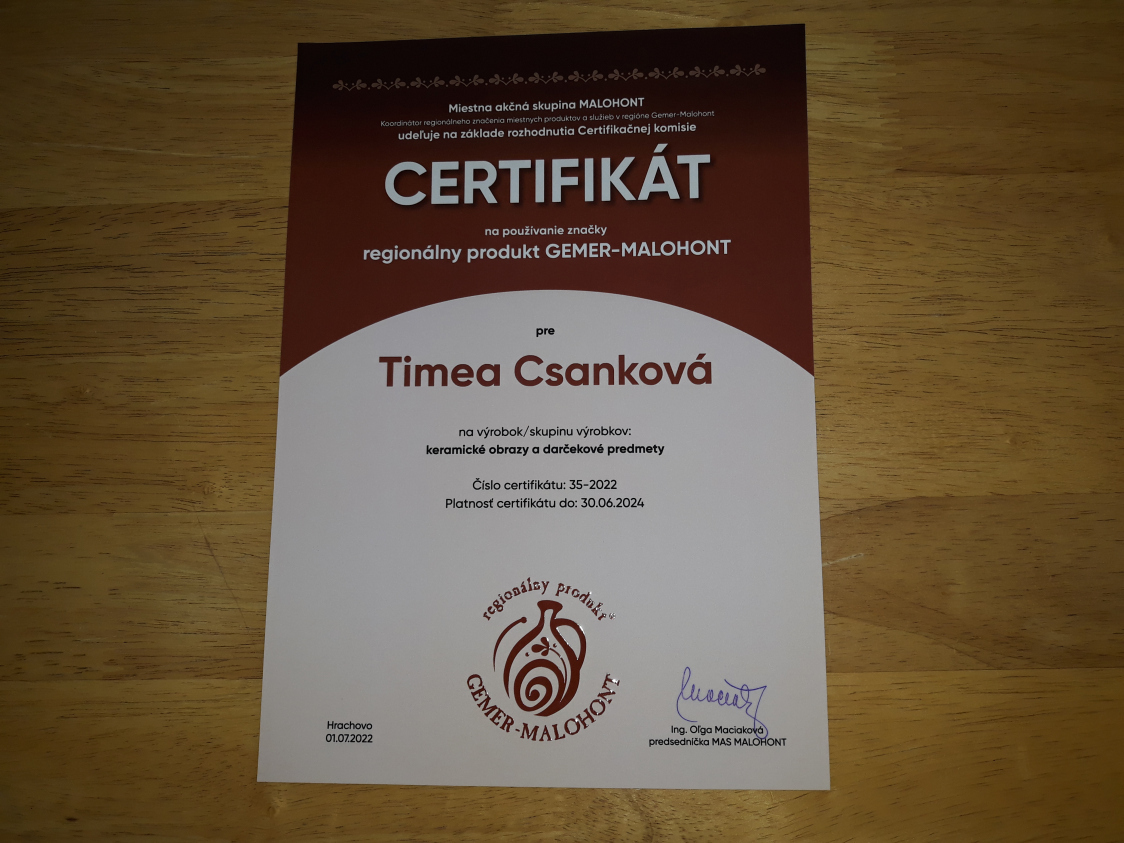 Miestna akčná skupina MALOHONT
Koordinátor regionálneho značenia miestnych produktov a služieb v regióne Gemer-Malohont
udeľuje na základe rozhodnutia Certifikačnej komisie
CERTIFIKÁT
na používanie značky
regionálny produkt GEMER-MALOHONT
pre
Timea Csanková
na výrobok/skupinu výrobkov:
keramické obrazy a darčekové predmety
Číslo certifikátu: 35-2022
Platnosť certifikátu do: 30.06.2024
regionálny produkt
GEMER-MALOHONT
Hrachovo
01.07.2022
Ing. Oľga Maciaková
predsedníčka MAS MALOHONT